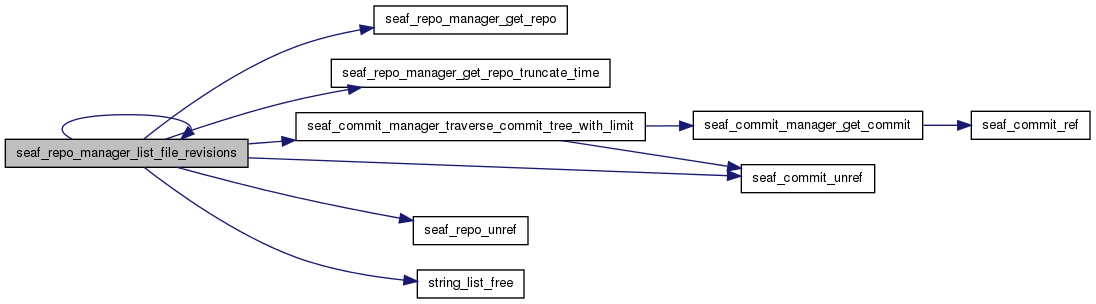 seaf_repo_manager_get_repo
seaf_repo_manager_get_repo_truncate_time
seaf_commit_manager_traverse_commit_tree_with_limit
seaf_commit_manager_get_commit
seaf_commit_ref
seaf_repo_manager_list_file_revisions
seaf_commit_unref
seaf_repo_unref
string_list_free